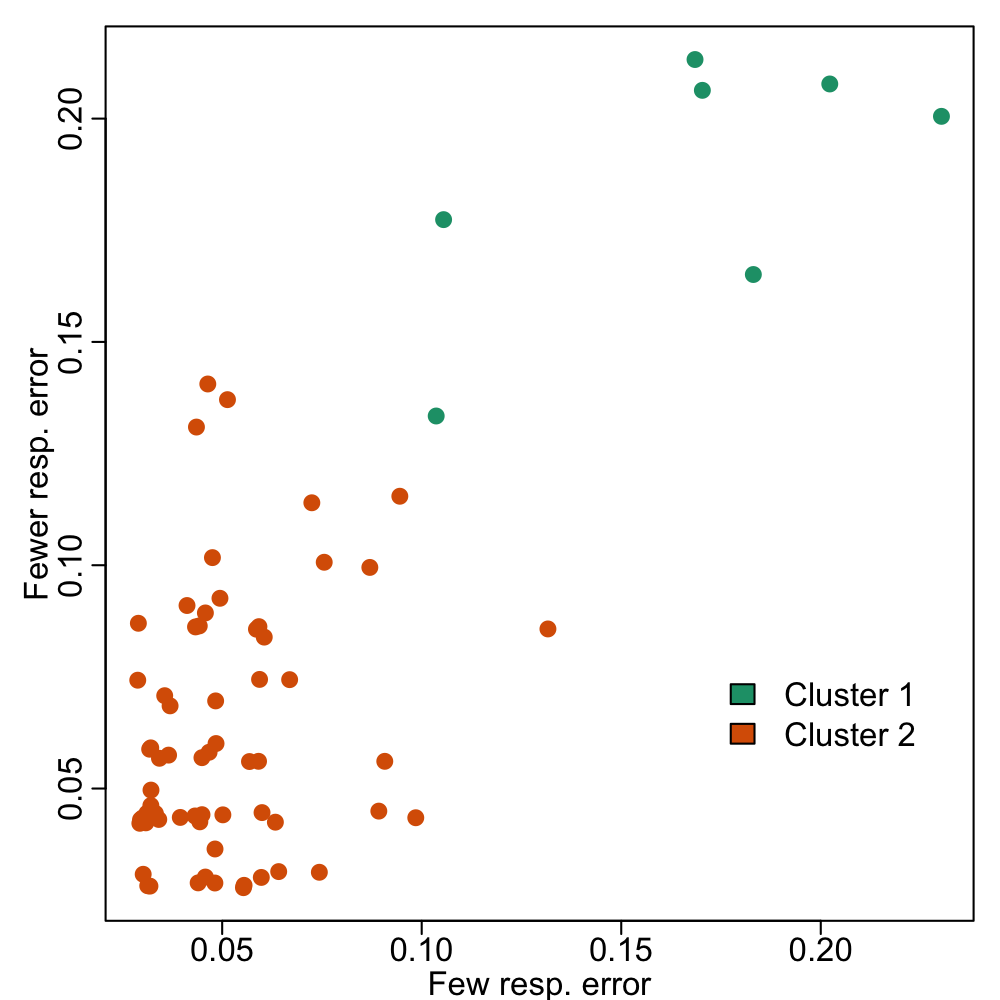 0.20
0.15
0.10
0.05
Fewer resp. error
Cluster 1
Cluster 2
0.05 0.10 0.15 0.20
Few resp. error